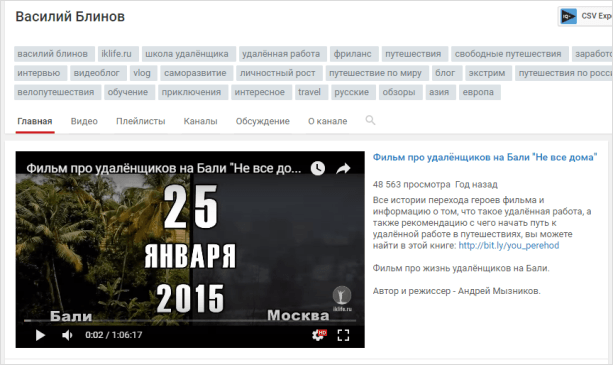 Василий Блинов
CSV Exp
василий блинов iklife.ru школа удалёнщика удалённая работа фриланс путешествия свободные путешествия заработо
интервью видеоблог vlog саморазвитие личностный рост путешествие по миру блог экстрим путешествия по росси
велопутешествия обучение приключения интересное travel русские обзоры азия европа
Главная Видео Плейлисты Каналы Обсуждение О канале
Фильм про удалёнщиков на Бали "Не все до...
25
ЯНВАРЯ
2015
Бали
Москва
iklife.ru
0:02 / 1:06:17
HD
Фильм про удалёнщиков на Бали "Не все дома"
48 563 просмотра Год назад
Все истории перехода героев фильма и
информацию о том, что такое удалённая работа, а
также рекомендацию с чего начать путь к
удалённой работе в путешествиях, вы можете
найти в этой книге: http://bit.ly/you_perehod
Фильм про жизнь удалёнщиков на Бали.
Автор и режиссер - Андрей Мызников.